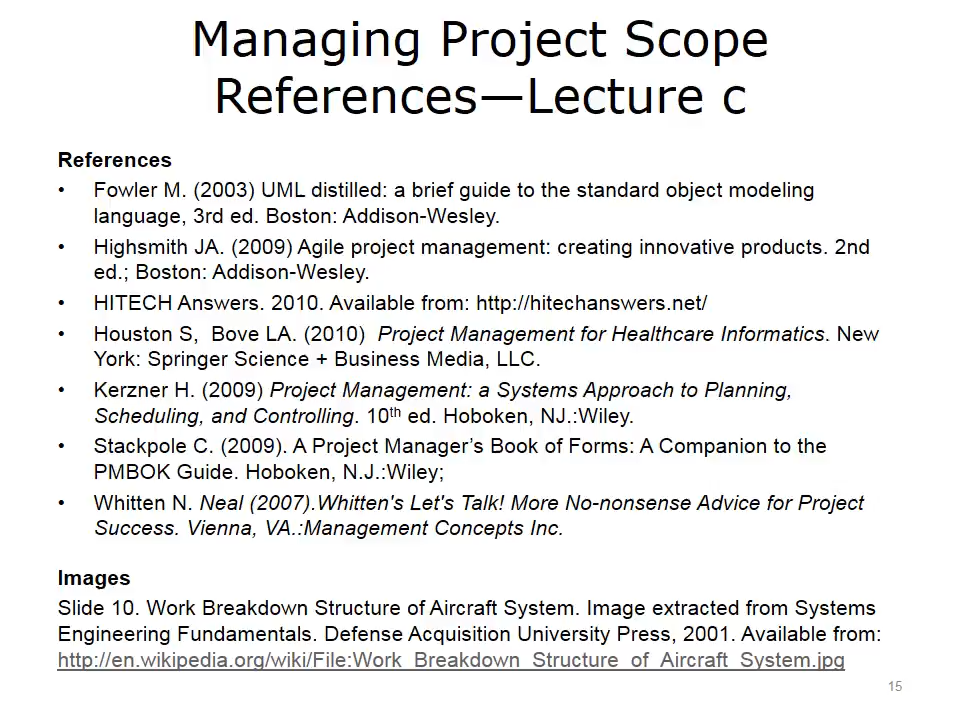 Managing Project Scope
References—Lecture c
References
• Fowler M. (2003) UML distilled: a brief guide to the standard object modeling
language, 3rd ed. Boston: Addison-Wesley.
• Highsmith JA. (2009) Agile project management: creating innovative products. 2nd
ed.; Boston: Addison-Wesley.
• HITECH Answers. 2010. Available from: http://hitechanswers.net/
• Houston S,  Bove LA. (2010)  Project Management for Healthcare Informatics. New
York: Springer Science + Business Media, LLC.
• Kerzner H. (2009) Project Management: a Systems Approach to Planning,
Scheduling, and Controlling. 10th ed. Hoboken, NJ.:Wiley.
• Stackpole C. (2009). A Project Manager’s Book of Forms: A Companion to the
PMBOK Guide. Hoboken, N.J.:Wiley;
• Whitten N. Neal (2007).Whitten's Let's Talk! More No-nonsense Advice for Project
Success. Vienna, VA.:Management Concepts Inc.
Images
Slide 10. Work Breakdown Structure of Aircraft System. Image extracted from Systems
Engineering Fundamentals. Defense Acquisition University Press, 2001. Available from:
http://en.wikipedia.org/wiki/File:Work_Breakdown_Structure_of_Aircraft_System.jpg
15